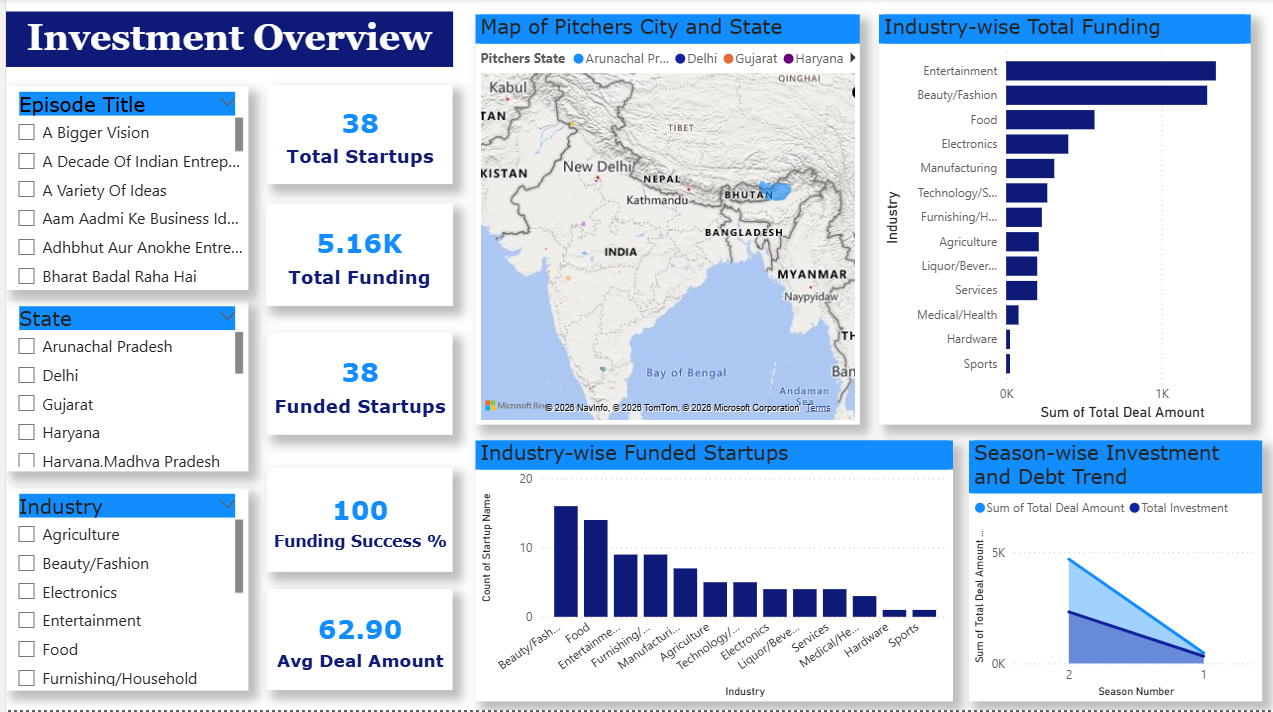 Investment Overview
Episode Title
A Bigger Vision
A Decade Of Indian Entrep...
A Variety Of Ideas
Aam Aadmi Ke Business Id...
Adhbhut Aur Anokhe Entre...
Bharat Badal Raha Hai
State
Arunachal Pradesh
Delhi
Gujarat
Haryana
Haryana,Madhya Pradesh
Industry
Agriculture
Beauty/Fashion
Electronics
Entertainment
Food
Furnishing/Household
38
Total Startups
5.16K
Total Funding
38
Funded Startups
100
Funding Success %
62.90
Avg Deal Amount
Map of Pitchers City and State
Pitchers State Arunachal Pr... Delhi Gujarat Haryana
QINGHAI
Kabul
TAN
TIBET
KISTAN
New Delhi
NEPAL
Kathmandu
BHUTAN
BANGLADESH
INDIA
MYANMAR
Naypyidaw
TH
Bay of Bengal
Ban
Andaman
Sea
Microsoft Bing
© 2026 NavInfo, © 2026 TomTom, © 2026 Microsoft Corporation Terms
Industry-wise Total Funding
Industry
Entertainment
Beauty/Fashion
Food
Electronics
Manufacturing
Technology/S...
Furnishing/H...
Agriculture
Liquor/Bever...
Services
Medical/Health
Hardware
Sports
0K 1K
Sum of Total Deal Amount
Industry-wise Funded Startups
Count of Startup Name
20
10
0
Beauty/Fash...
Food
Entertainme...
Furnishing/...
Manufacturi...
Agriculture
Technology/...
Electronics
Liquor/Beve...
Services
Medical/He...
Hardware
Sports
Industry
Season-wise Investment
and Debt Trend
Sum of Total Deal Amount Total Investment
Sum of Total Deal Amount ...
5K
0K
2 1
Season Number